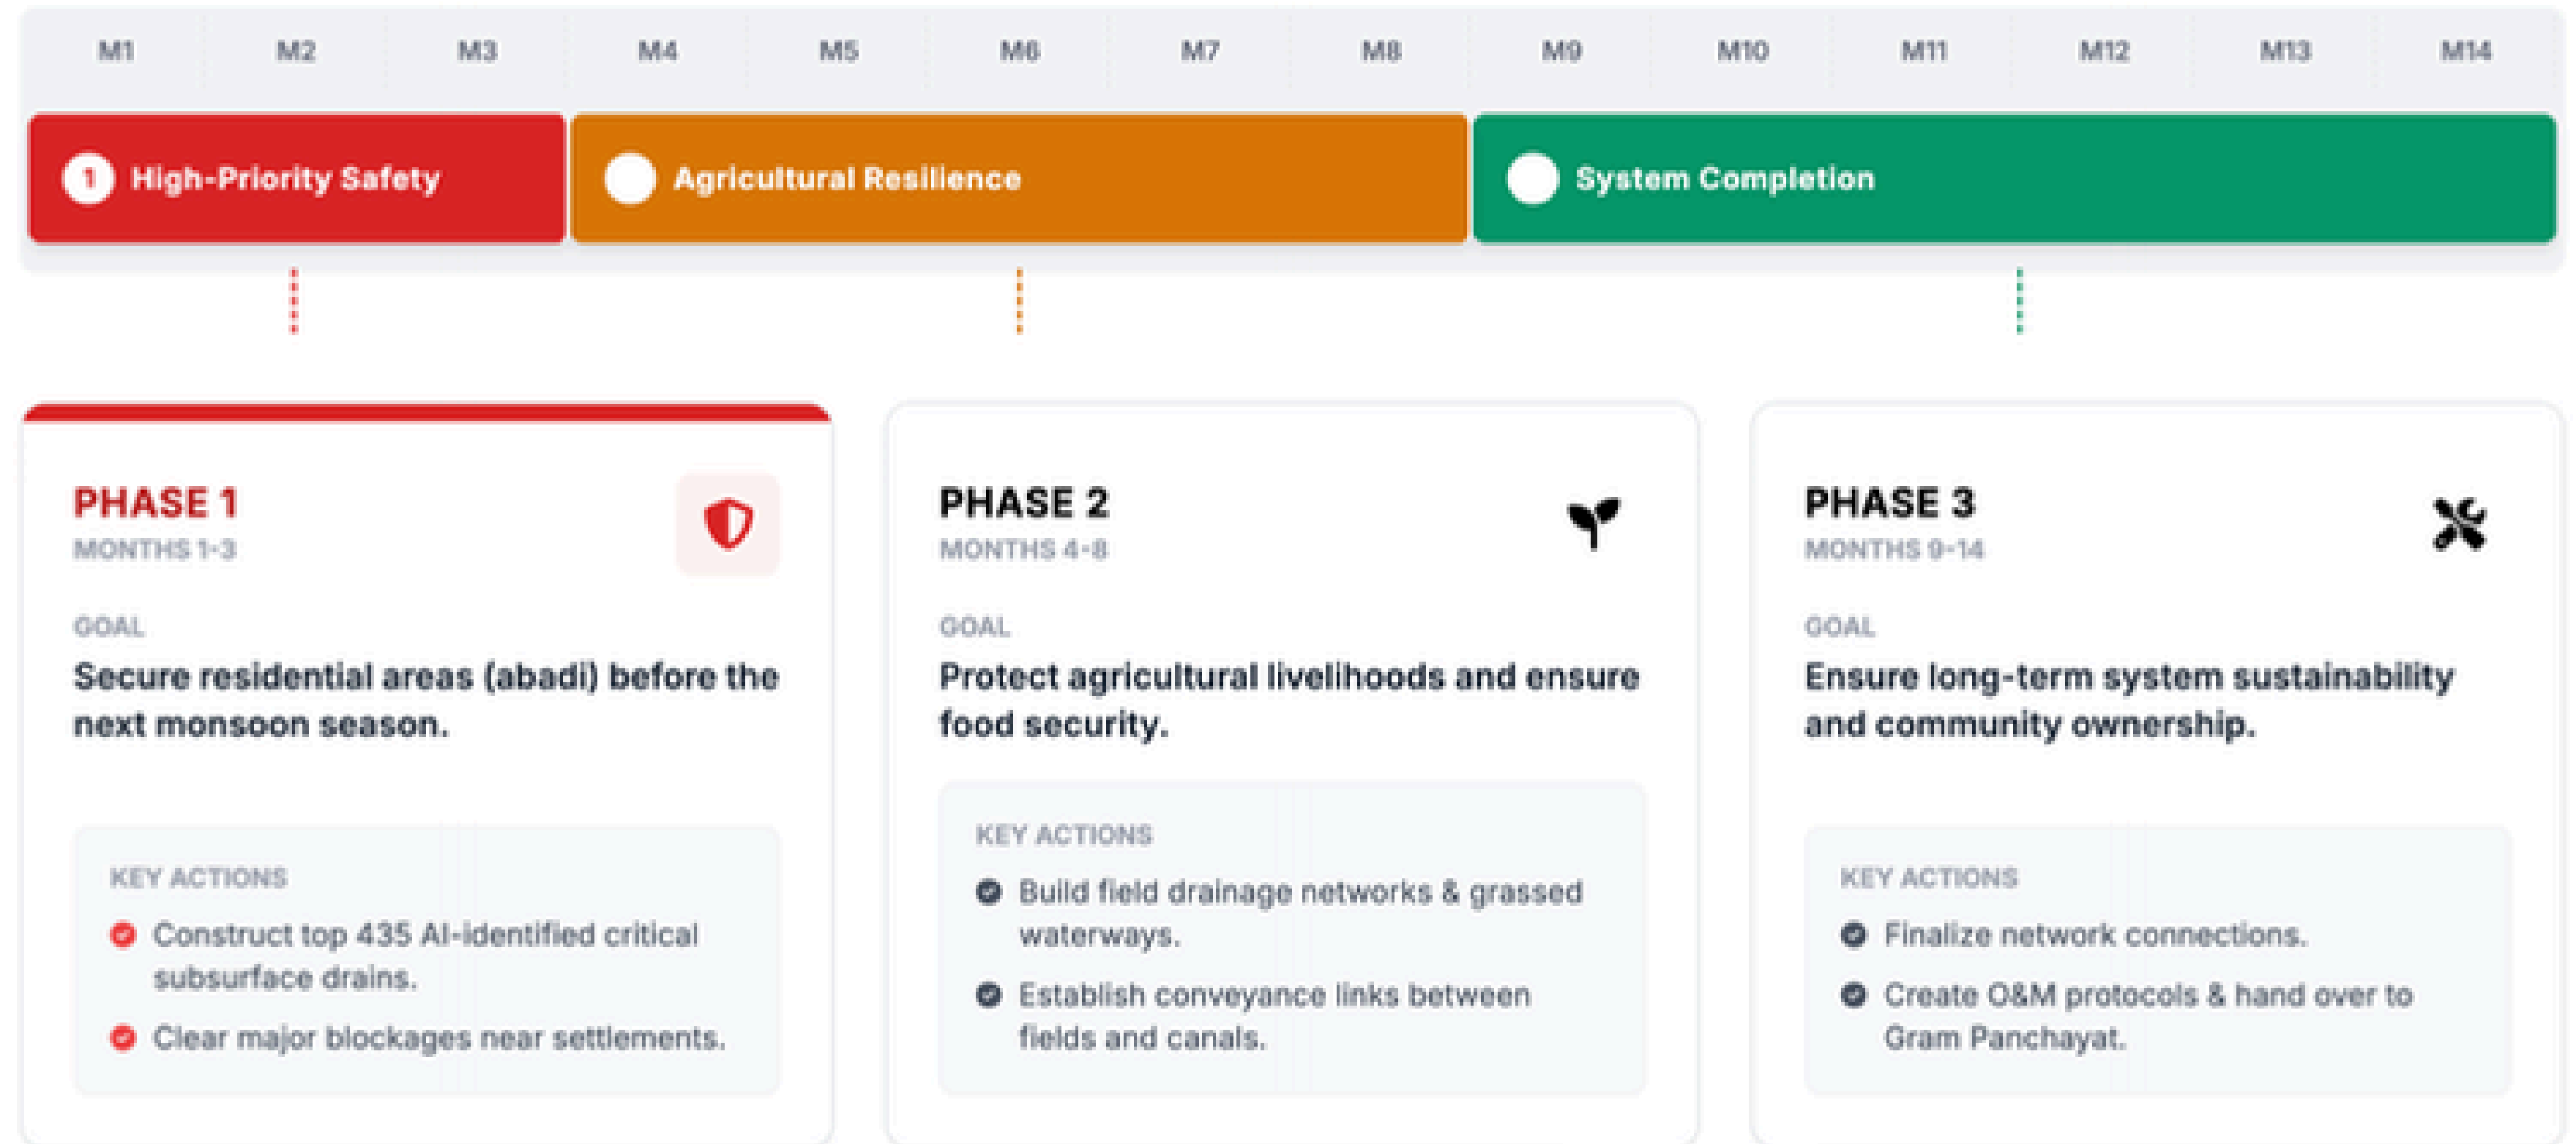 M1 M2 M3 M4 M5 M6 M7 M8 M9 M10 M11 M12 M13 M14
1 High-Priority Safety
Agricultural Resilience
System Completion
PHASE 1
MONTHS 1-3
GOAL
Secure residential areas (abadi) before the
next monsoon season.
KEY ACTIONS
Construct top 435 AI-identified critical
subsurface drains.
Clear major blockages near settlements.
PHASE 2
MONTHS 4-8
GOAL
Protect agricultural livelihoods and ensure
food security.
KEY ACTIONS
Build field drainage networks & grassed
waterways.
Establish conveyance links between
fields and canals.
PHASE 3
MONTHS 9-14
GOAL
Ensure long-term system sustainability
and community ownership.
KEY ACTIONS
Finalize network connections.
Create O&M protocols & hand over to
Gram Panchayat.